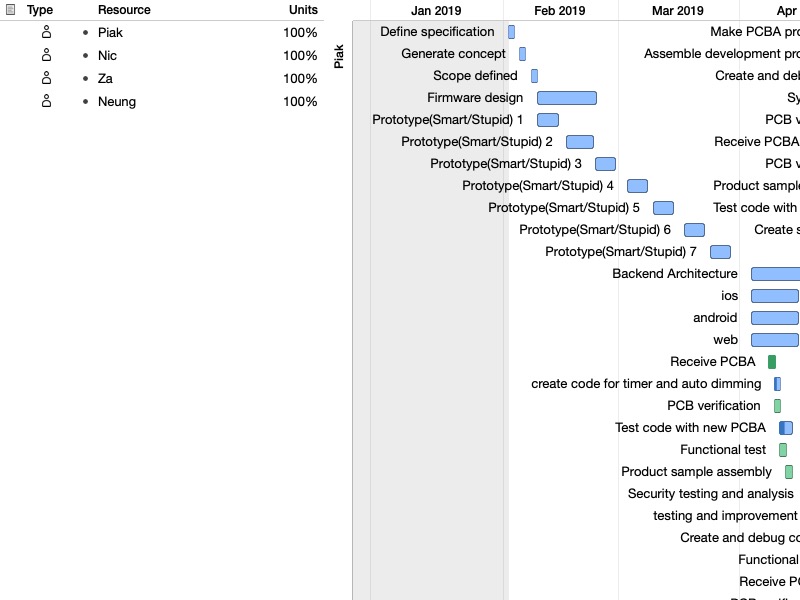 Type Resource Units
Piak 100%
Nic 100%
Za 100%
Neung 100%
Jan 2019 Feb 2019 Mar 2019 Apr
Piak
Define specification Make PCBA pro
Generate concept Assemble development pro
Scope defined Create and deb
Firmware design Sy
Prototype(Smart/Stupid) 1 PCB v
Prototype(Smart/Stupid) 2 Receive PCBA
Prototype(Smart/Stupid) 3 PCB v
Prototype(Smart/Stupid) 4 Product sample
Prototype(Smart/Stupid) 5 Test code with
Prototype(Smart/Stupid) 6 Create s
Prototype(Smart/Stupid) 7
Backend Architecture
ios
android
web
Receive PCBA
create code for timer and auto dimming
PCB verification
Test code with new PCBA
Functional test
Product sample assembly
Security testing and analysis
testing and improvement
Create and debug co
Functional
Receive PC